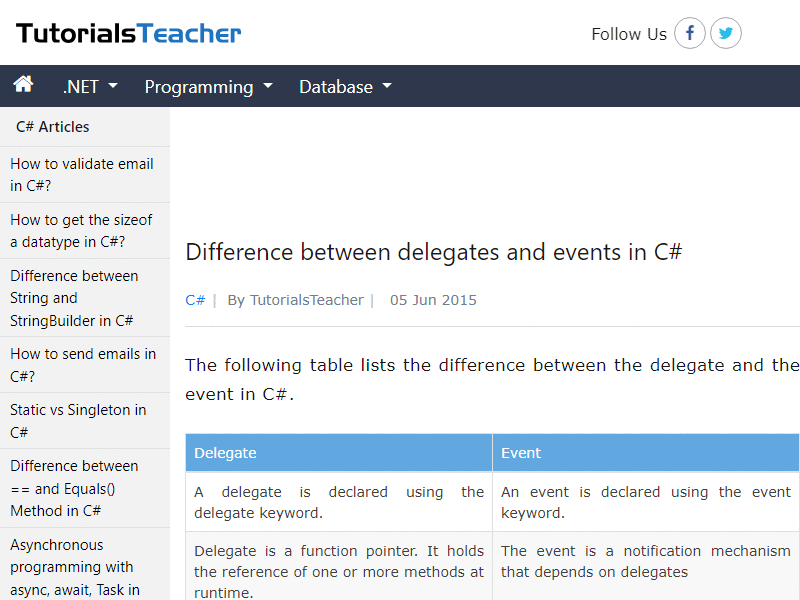 TutorialsTeacher
Follow Us
.NET
Programming
Database
C# Articles
How to validate email
in C#?
How to get the sizeof
a datatype in C#?
Difference between
String and
StringBuilder in C#
How to send emails in
C#?
Static vs Singleton in
C#
Difference between
== and Equals()
Method in C#
Asynchronous
programming with
async, await, Task in
Difference between delegates and events in C#
C# | By TutorialsTeacher | 05 Jun 2015
The following table lists the difference between the delegate and the
event in C#.
Delegate
Event
A delegate is declared using the
delegate keyword.
An event is declared using the event
keyword.
Delegate is a function pointer. It holds
the reference of one or more methods at
runtime.
The event is a notification mechanism
that depends on delegates